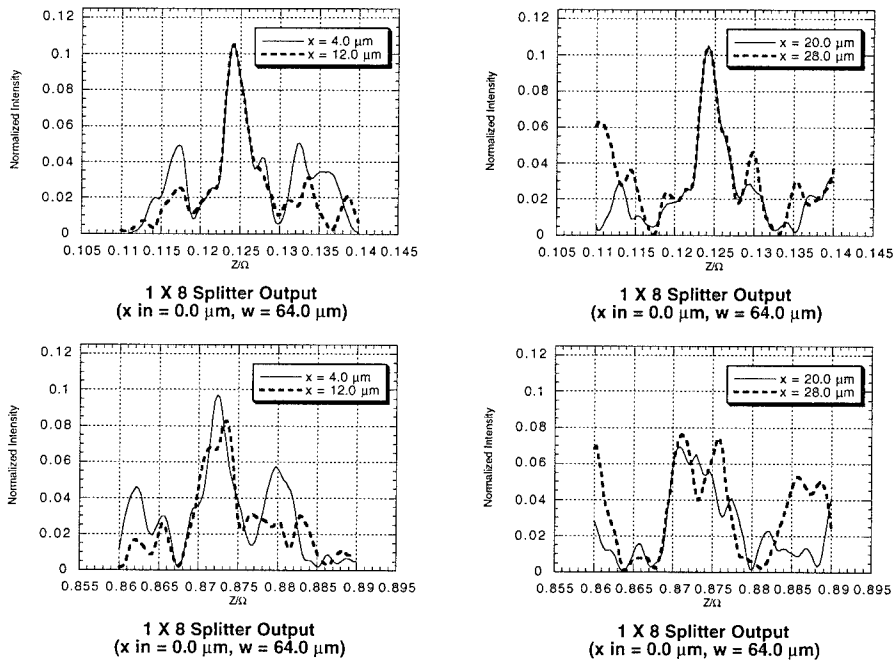 Normalized Intensity
0.12
0.1
0.08
0.06
0.04
0.02
0
x = 4.0 μm
x = 12.0 μm
0.105 0.11 0.115 0.12 0.125 0.13 0.135 0.14 0.145
Z/Ω
1 X 8 Splitter Output
(x in = 0.0 μm, w = 64.0 μm)
Normalized Intensity
0.12
0.1
0.08
0.06
0.04
0.02
0
x = 20.0 μm
x = 28.0 μm
0.105 0.11 0.115 0.12 0.125 0.13 0.135 0.14 0.145
Z/Ω
1 X 8 Splitter Output
(x in = 0.0 μm, w = 64.0 μm)
Normalized Intensity
0.12
0.1
0.08
0.06
0.04
0.02
0
x = 4.0 μm
x = 12.0 μm
0.855 0.86 0.865 0.87 0.875 0.88 0.885 0.89 0.895
Z/Ω
1 X 8 Splitter Output
(x in = 0.0 μm, w = 64.0 μm)
Normalized Intensity
0.12
0.1
0.08
0.06
0.04
0.02
0
x = 20.0 μm
x = 28.0 μm
0.855 0.86 0.865 0.87 0.875 0.88 0.885 0.89 0.895
Z/Ω
1 X 8 Splitter Output
(x in = 0.0 μm, w = 64.0 μm)